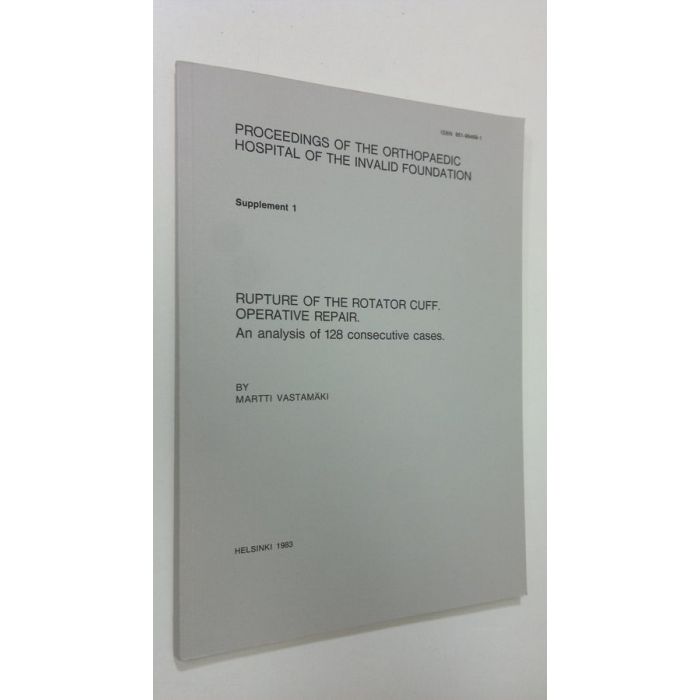 PROCEEDINGS OF THE ORTHOPAEDIC
HOSPITAL OF THE INVALID FOUNDATION
Supplement 1
RUPTURE OF THE ROTATOR CUFF.
OPERATIVE REPAIR.
An analysis of 128 consecutive cases.
BY
MARTTI VASTAMÄKI
HELSINKI 1983